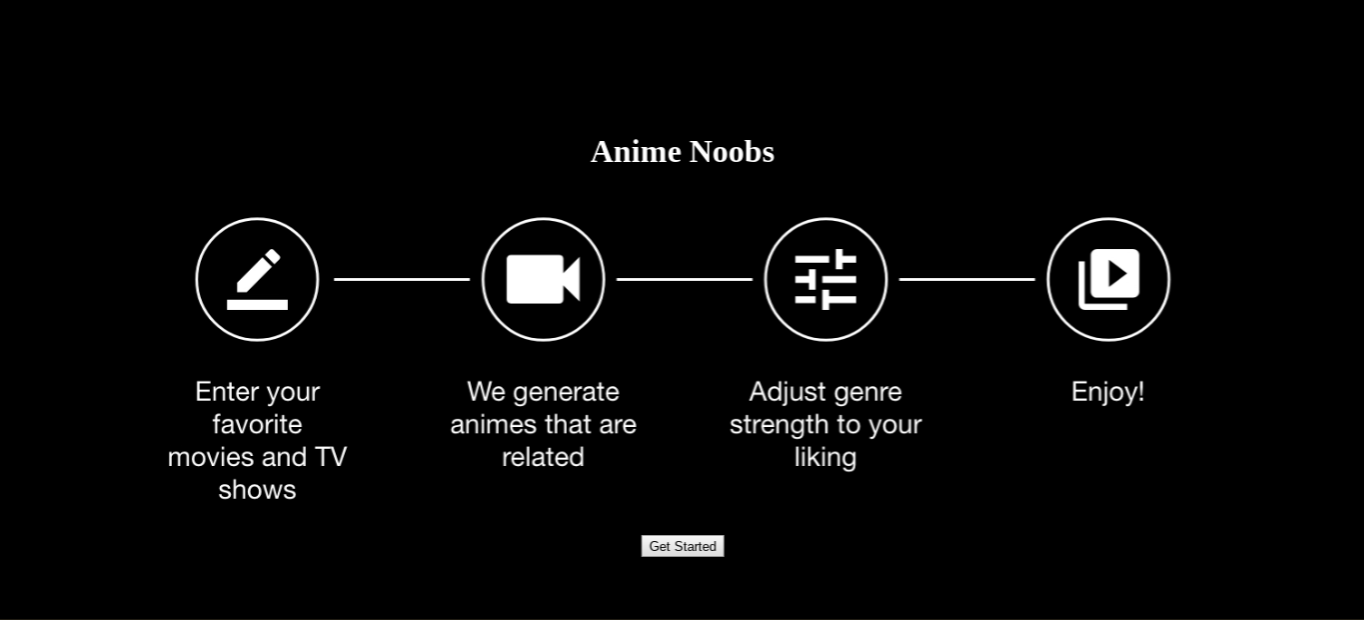 Anime Noobs
Enter your
favorite
movies and TV
shows
We generate
animes that are
related
Adjust genre
strength to your
liking
Enjoy!
Get Started